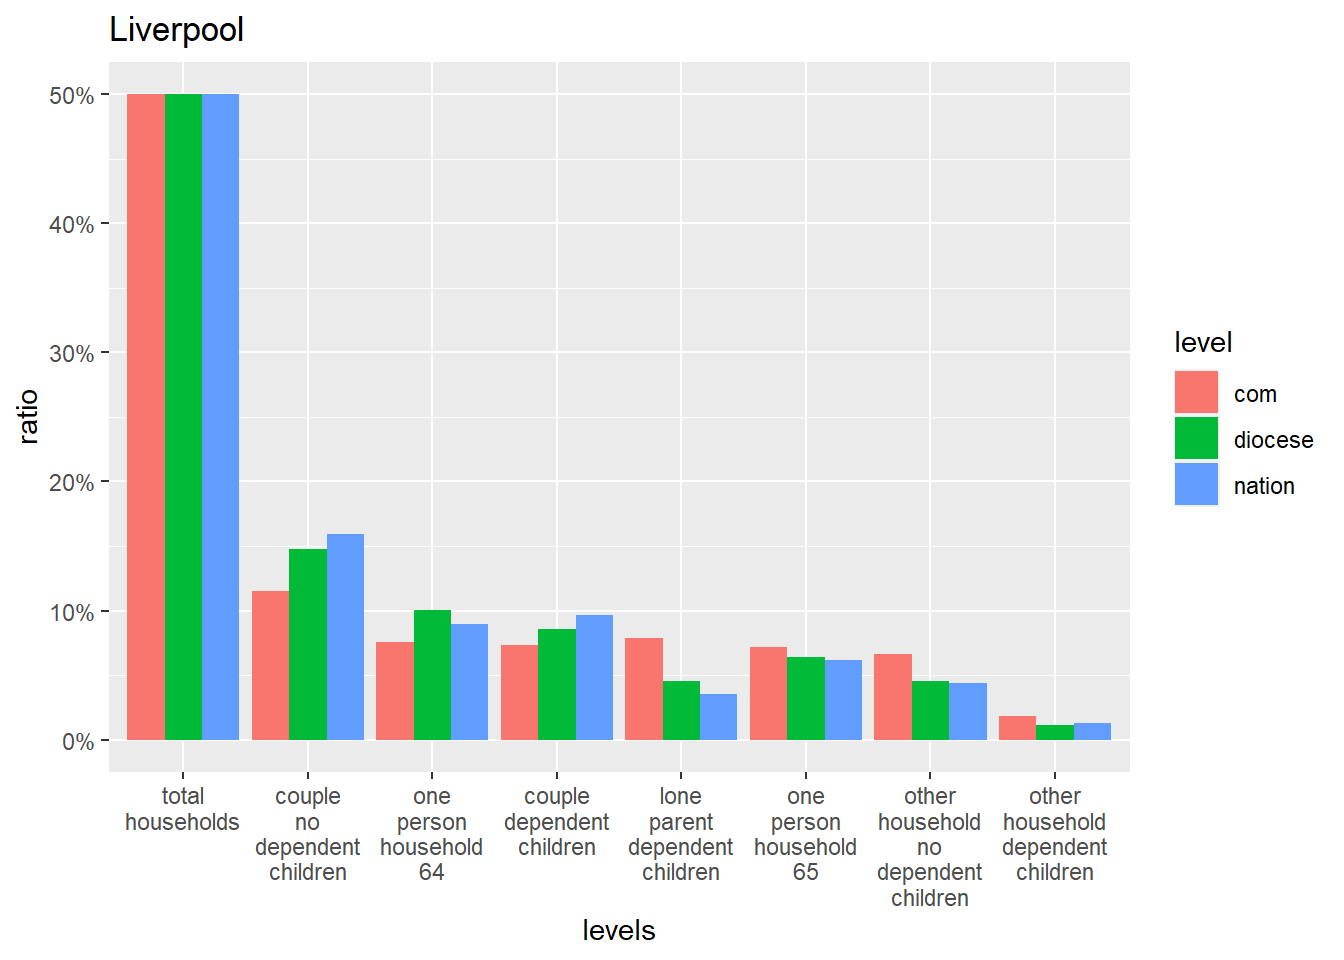 Liverpool
50%
40%
30%
20%
10%
0%
ratio
total
households
couple
no
dependent
children
one
person
household
64
couple
dependent
children
lone
parent
dependent
children
one
person
household
65
other
household
no
dependent
children
other
household
dependent
children
levels
level
com
diocese
nation